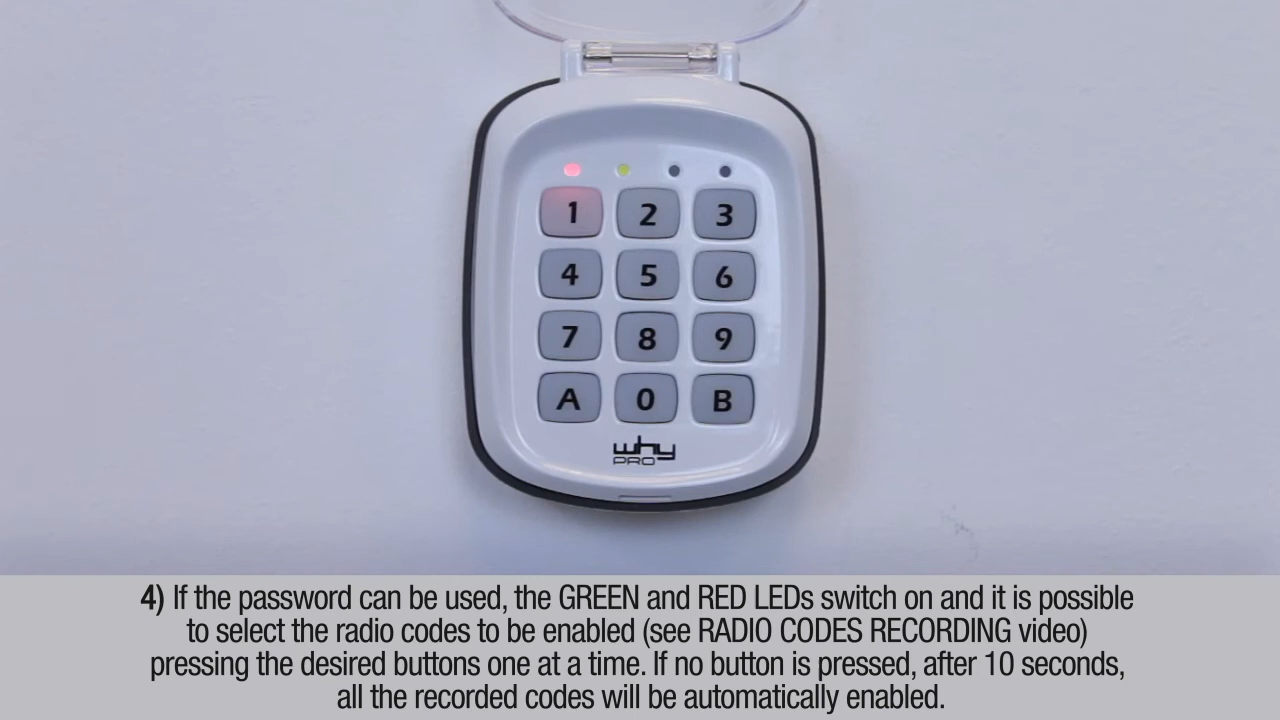 1 2 3
4 5 6
7 8 9
A 0 B
why
PRO
4) If the password can be used, the GREEN and RED LEDs switch on and it is possible
to select the radio codes to be enabled (see RADIO CODES RECORDING video)
pressing the desired buttons one at a time. If no button is pressed, after 10 seconds,
all the recorded codes will be automatically enabled.